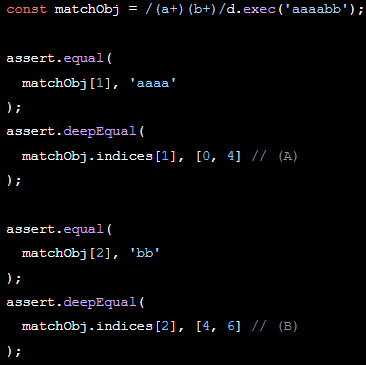 const matchObj = /(a+)(b+)/d.exec('aaaabb');

assert.equal(
  matchObj[1], 'aaaa'
);
assert.deepEqual(
  matchObj.indices[1], [0, 4] // (A)
);

assert.equal(
  matchObj[2], 'bb'
);
assert.deepEqual(
  matchObj.indices[2], [4, 6] // (B)
);